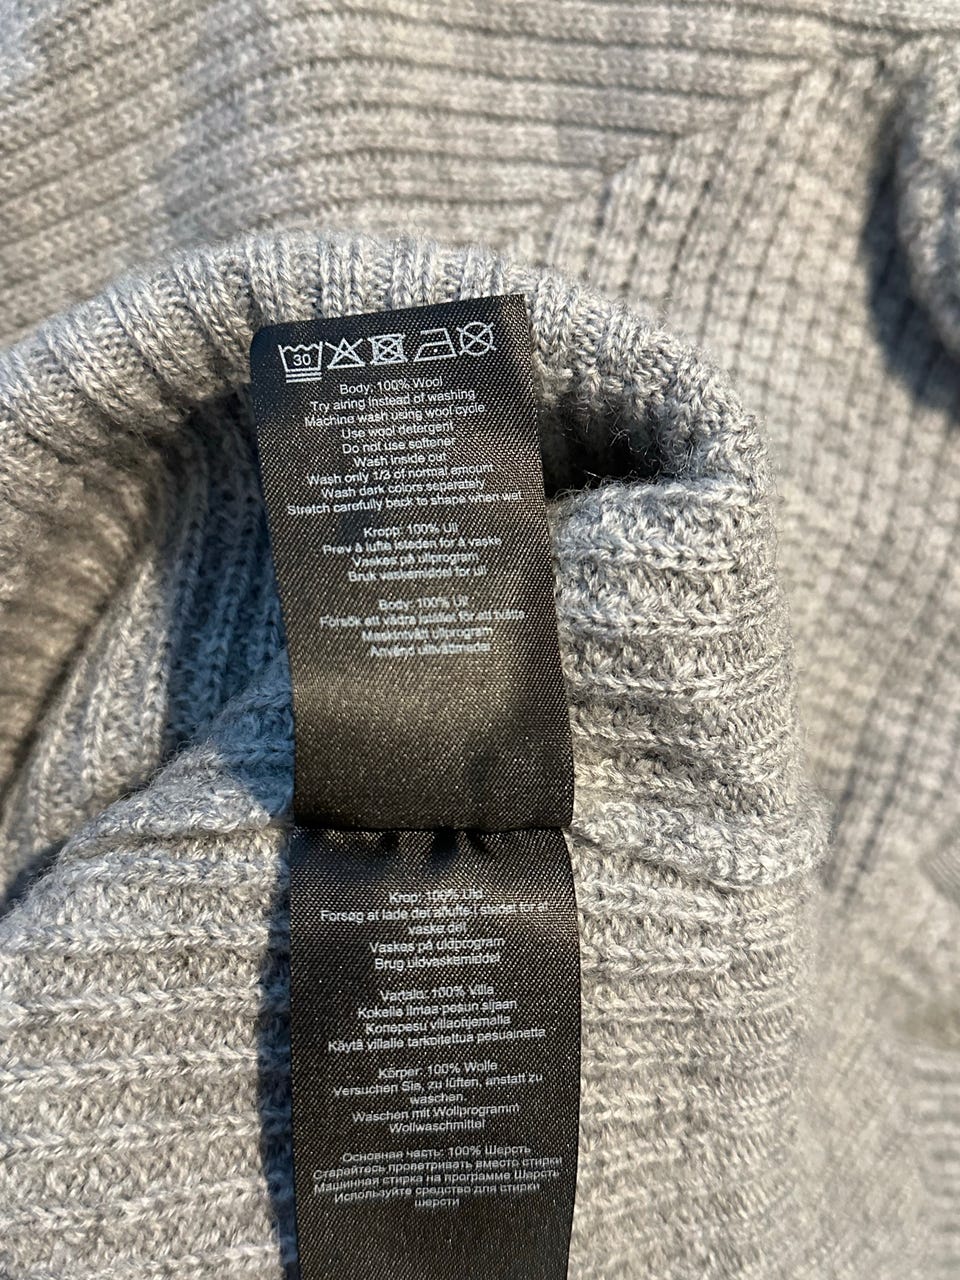 30
Body: 100% Wool
Try airing instead of washing
Machine wash using wool cycle
Use wool detergent
Do not use softener
Wash inside out
Wash only 1/3 of normal amount
Wash dark colors separately
Stretch carefully back to shape when wet
Kropp: 100% Ull
Prøv å lufte isteden for å vaske
Vaskes på ullprogram
Bruk vaskemiddel for ull
Body: 100% Ull
Försök att vädra istället för att tvätta
Maskintvätt ullprogram
Använd ulltvättmedel
Krop: 100% Uld
Forsøg at lade det i stedet for at
vaske det
Vaskes på uldprogram
Brug uldvaskemiddel
Vartalo: 100% Villa
Kokeile ilmaa pesun sijaan
Konepesu villaohjelmalla
Käytä villalle tarkoitettua pesuainetta
Körper: 100% Wolle
Versuchen Sie, zu lüften, anstatt zu
waschen.
Waschen mit Wollprogramm
Wollwaschmittel
Основная часть: 100% Шерсть
Старайтесь проветривать вместо стирки
Машинная стирка на программе Шерсть
Используйте средство для стирки
шерсти